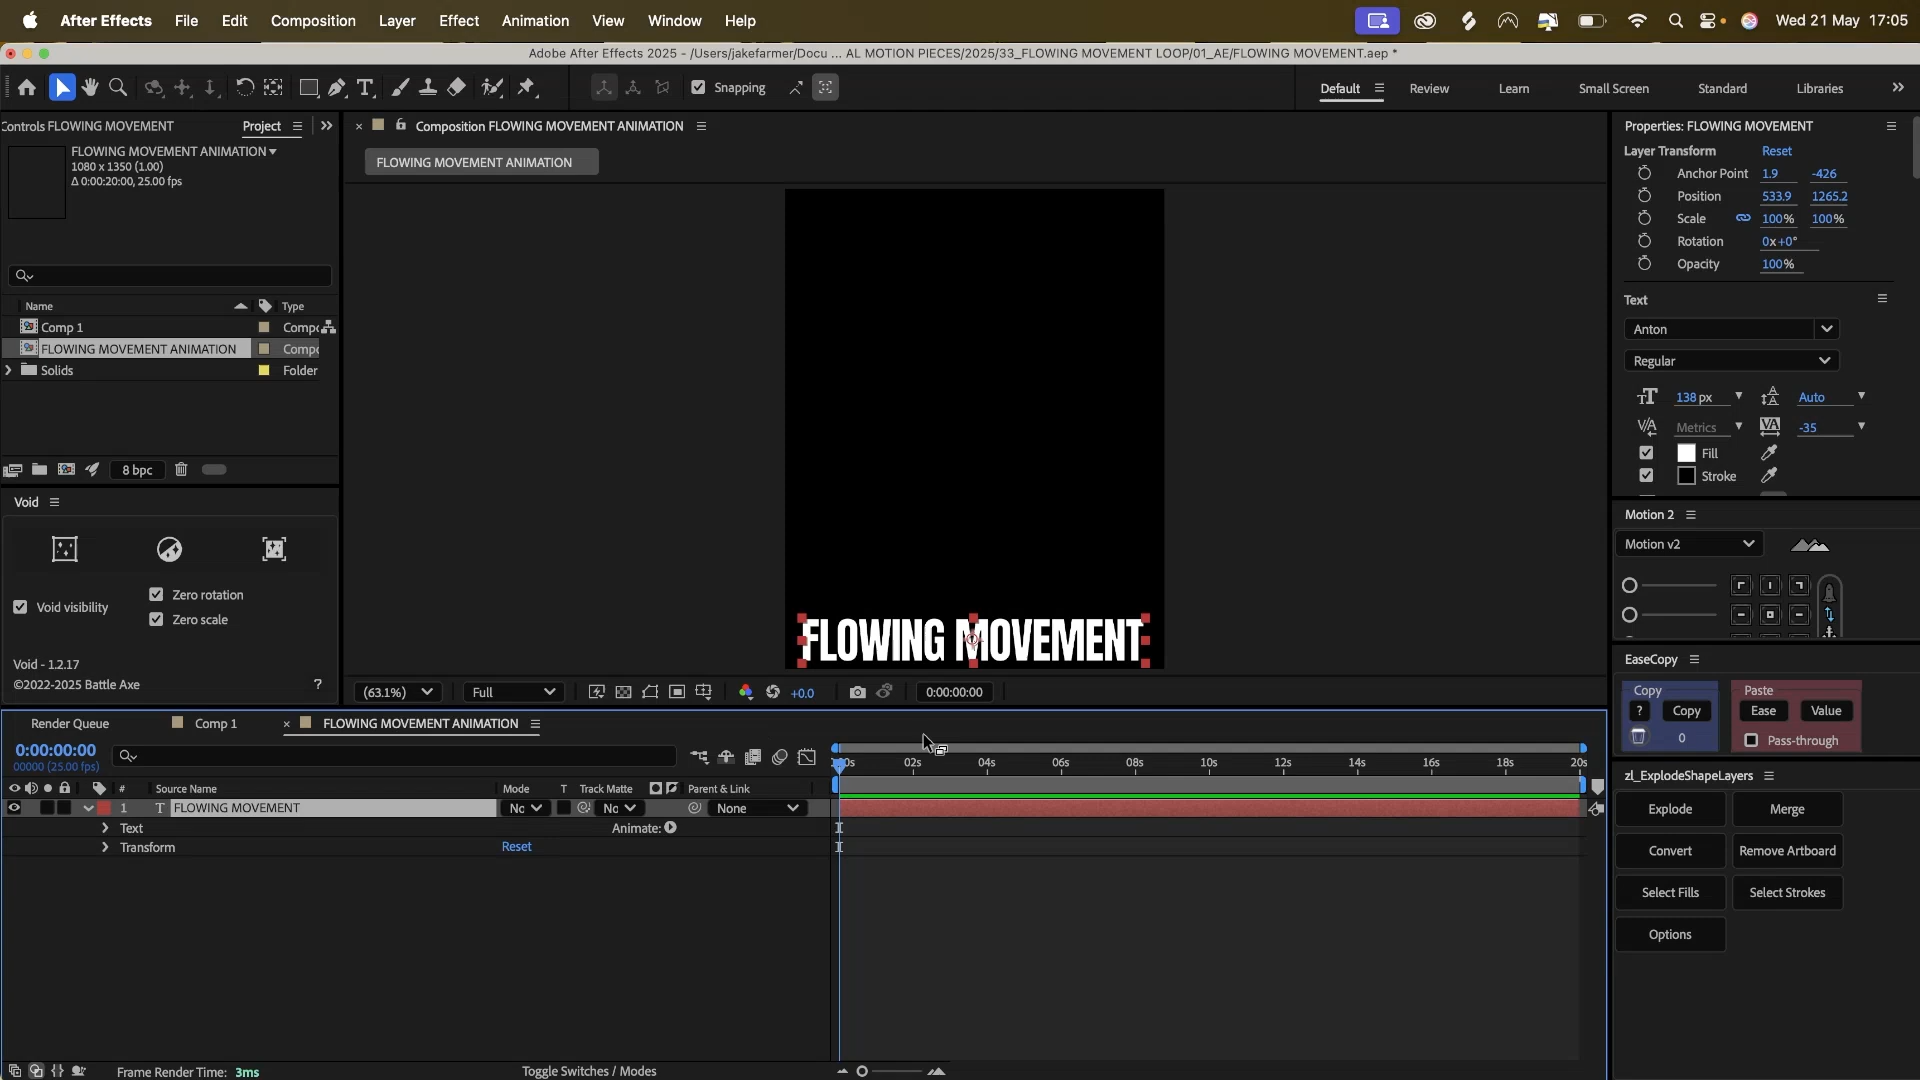 After Effects File Edit Composition Layer Effect Animation View Window Help Wed 21 May 17:05
Adobe After Effects 2025 - /Users/jakefarmer/Docu ... AL MOTION PIECES/2025/33_FLOWING MOVEMENT LOOP/01_AE/FLOWING MOVEMENT.aep *
Snapping Default Review Learn Small Screen Standard Libraries
Controls FLOWING MOVEMENT Project
FLOWING MOVEMENT ANIMATION
1080 x 1350 (1.00)
Δ 0:00:20:00, 25.00 fps
Name Type
Comp 1 Compo
FLOWING MOVEMENT ANIMATION Compo
Solids Folder
8 bpc
Void
Void visibility
Zero rotation
Zero scale
Void - 1.2.17
©2022-2025 Battle Axe ?
Composition FLOWING MOVEMENT ANIMATION
FLOWING MOVEMENT ANIMATION
FLOWING MOVEMENT
(63.1%) Full +0.0 0:00:00:00
Properties: FLOWING MOVEMENT
Layer Transform Reset
Anchor Point 1.9 -426
Position 533.9 1265.2
Scale 100% 100%
Rotation 0x+0°
Opacity 100%
Text
Anton
Regular
138 px Auto
Metrics -35
Fill
Stroke
Motion 2
Motion v2
EaseCopy
Copy Paste
? Copy Ease Value
0 Pass-through
zl_ExplodeShapeLayers
Explode Merge
Convert Remove Artboard
Select Fills Select Strokes
Options
Render Queue Comp 1 FLOWING MOVEMENT ANIMATION
0:00:00:00
00000 (25.00 fps)
02s 04s 06s 08s 10s 12s 14s 16s 18s 20s
# Source Name Mode T Track Matte Parent & Link
1 T FLOWING MOVEMENT None
Text Animate:
Transform Reset
Frame Render Time: 3ms Toggle Switches / Modes